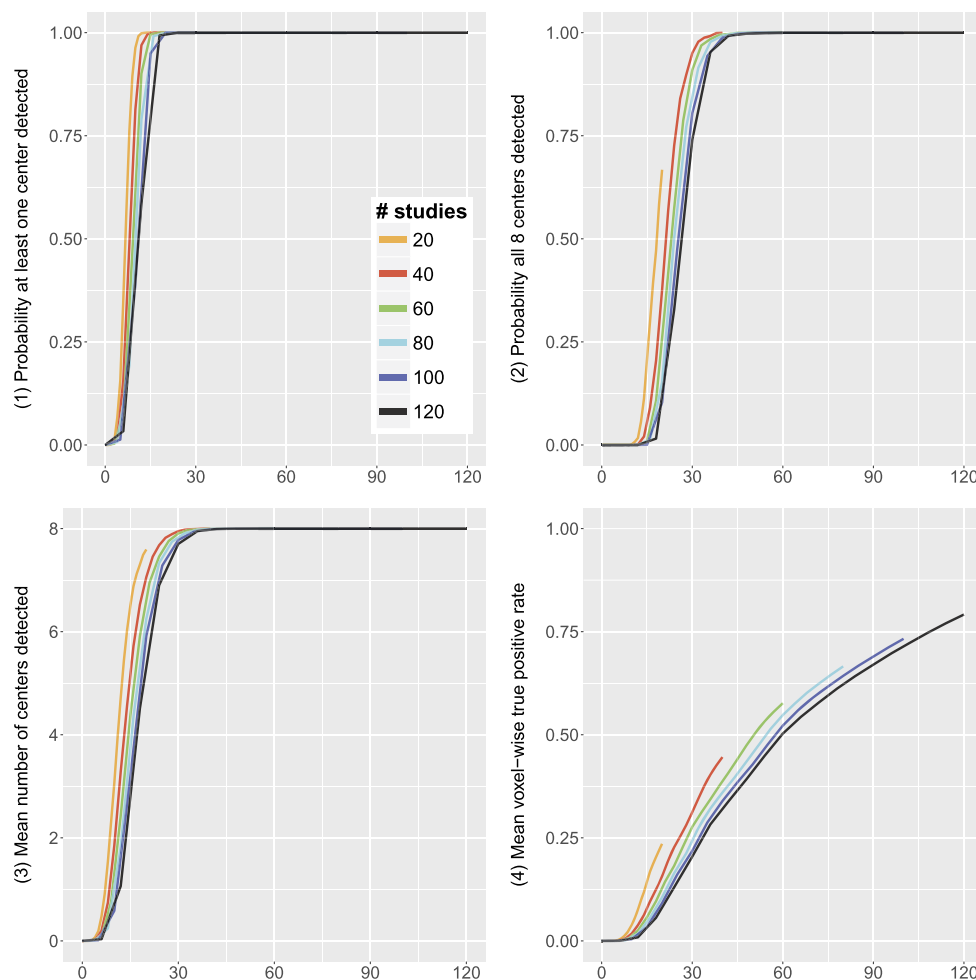 (1) Probability at least one center detected
1.00
0.75
0.50
0.25
0.00
0 30 60 90 120
# studies
20
40
60
80
100
120
(2) Probability all 8 centers detected
1.00
0.75
0.50
0.25
0.00
0 30 60 90 120
(3) Mean number of centers detected
8
6
4
2
0
0 30 60 90 120
(4) Mean voxel−wise true positive rate
1.00
0.75
0.50
0.25
0.00
0 30 60 90 120